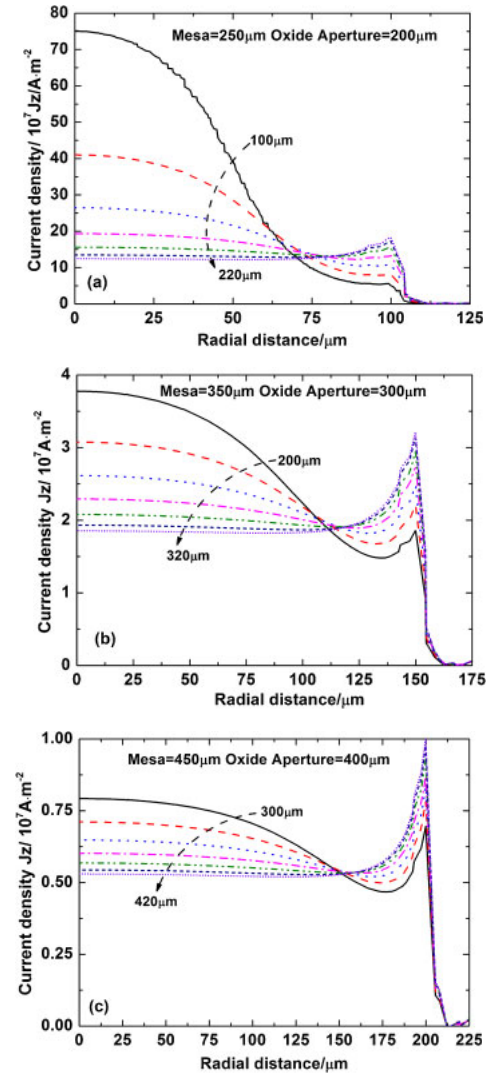 Mesa=250μm Oxide Aperture=200μm
Current density/ 10⁷Jz/A·m⁻²
80
70
60
50
40
30
20
10
0
100μm
220μm
(a)
0 25 50 75 100 125
Radial distance/μm
Mesa=350μm Oxide Aperture=300μm
Current density Jz/ 10⁷A·m⁻²
4
3
2
1
0
200μm
320μm
(b)
0 25 50 75 100 125 150 175
Radial distance/μm
Mesa=450μm Oxide Aperture=400μm
Current density Jz/ 10⁷A·m⁻²
1.00
0.75
0.50
0.25
0.00
300μm
420μm
(c)
0 25 50 75 100 125 150 175 200 225
Radial distance/μm